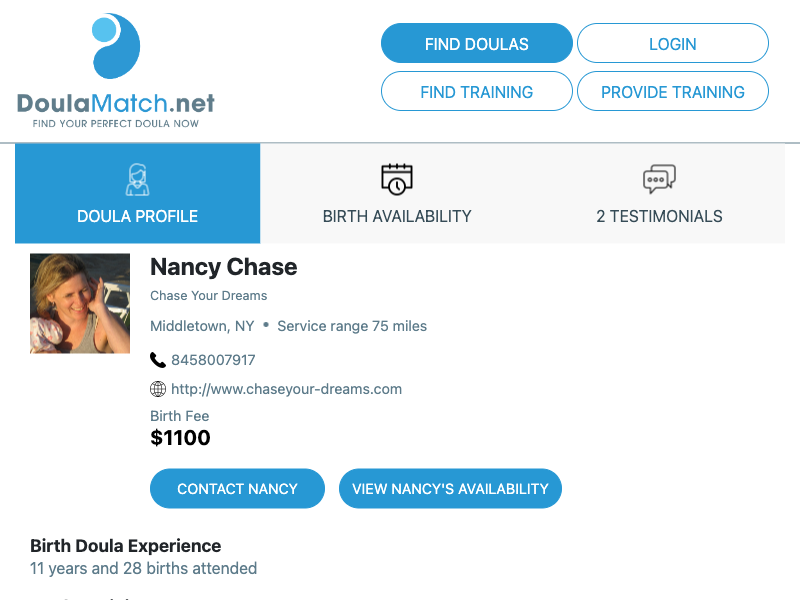 FIND DOULAS
LOGIN
FIND TRAINING
PROVIDE TRAINING
DoulaMatch.net
FIND YOUR PERFECT DOULA NOW
DOULA PROFILE
BIRTH AVAILABILITY
2 TESTIMONIALS
Nancy Chase
Chase Your Dreams
Middletown, NY • Service range 75 miles
8458007917
http://www.chaseyour-dreams.com
Birth Fee
$1100
CONTACT NANCY
VIEW NANCY'S AVAILABILITY
Birth Doula Experience
11 years and 28 births attended